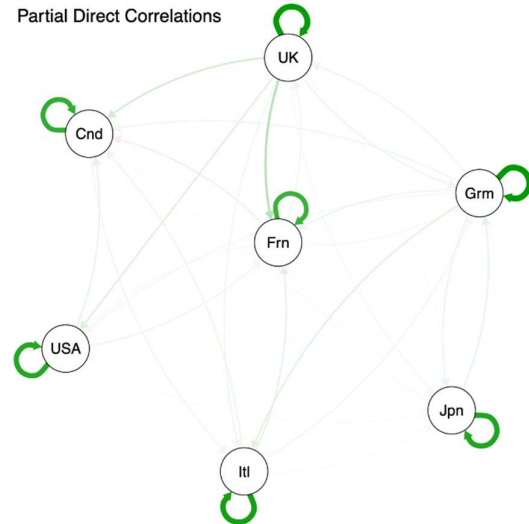 Partial Direct Correlations
UK
Cnd
Grm
Frn
USA
Jpn
Itl